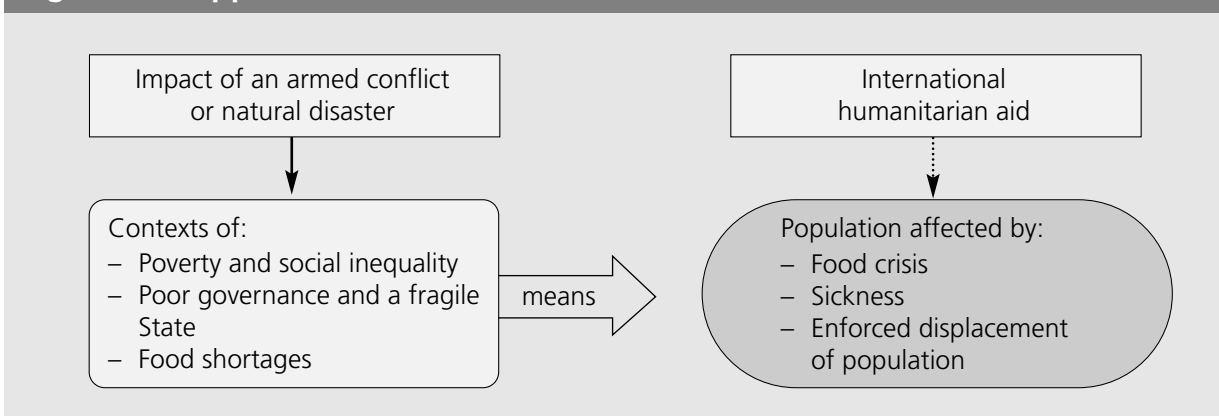 Impact of an armed conflict
or natural disaster
International
humanitarian aid
Contexts of:
– Poverty and social inequality
– Poor governance and a fragile
State
– Food shortages
means
Population affected by:
– Food crisis
– Sickness
– Enforced displacement
of population